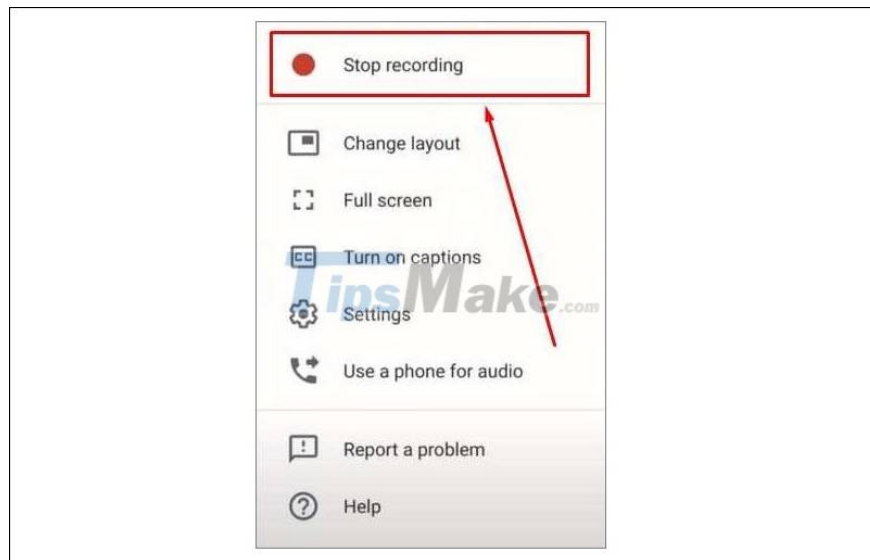 Stop recording
Change layout
Full screen
Turn on captions
TipsMake.com
Settings
Use a phone for audio
Report a problem
Help